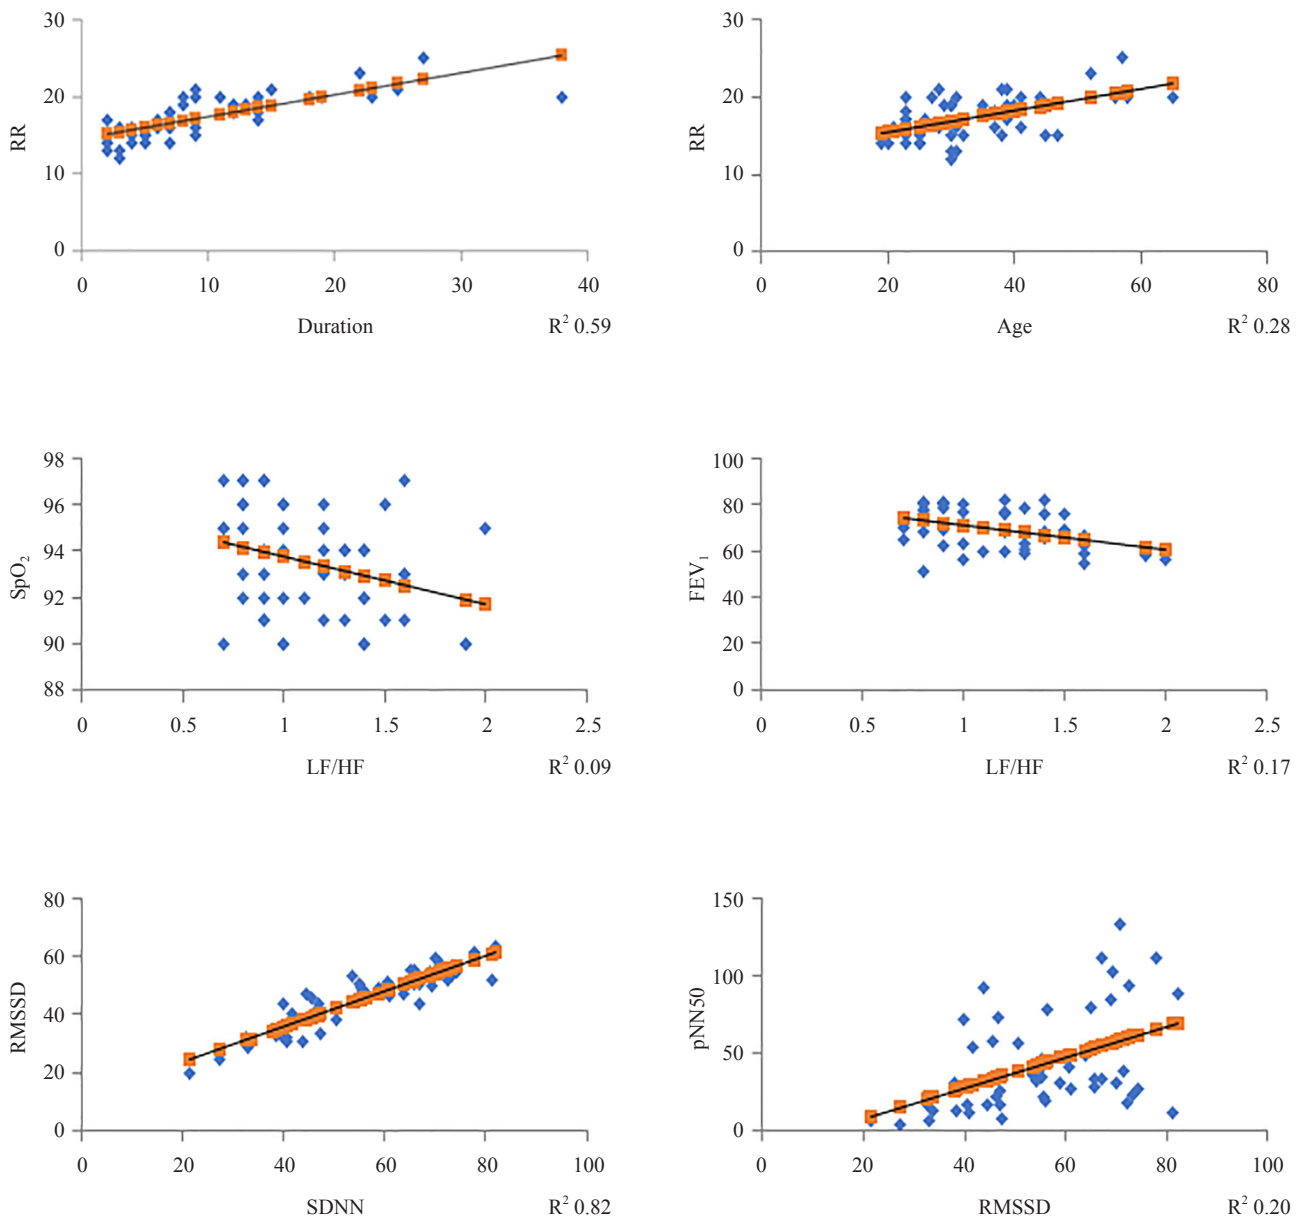 30
20
10
0
RR
0 10 20 30 40
Duration R² 0.59
30
20
10
0
RR
0 20 40 60 80
Age R² 0.28
98
96
94
92
90
88
SpO₂
0 0.5 1 1.5 2 2.5
LF/HF R² 0.09
100
80
60
40
20
0
FEV₁
0 0.5 1 1.5 2 2.5
LF/HF R² 0.17
80
60
40
20
0
RMSSD
0 20 40 60 80 100
SDNN R² 0.82
150
100
50
0
pNN50
0 20 40 60 80 100
RMSSD R² 0.20